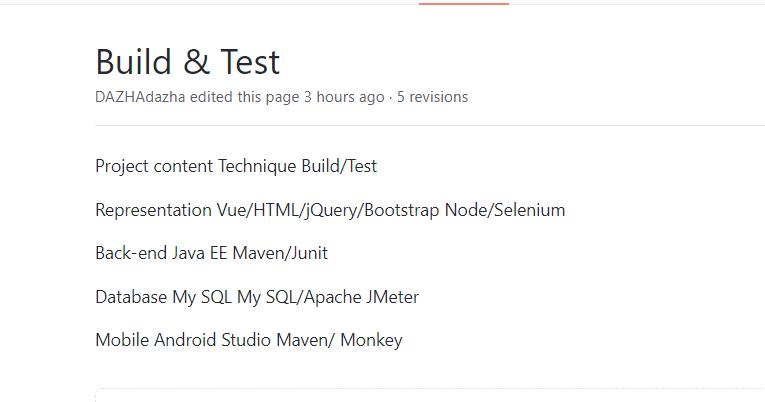 Build & Test
DAZHAdazha edited this page 3 hours ago · 5 revisions
Project content Technique Build/Test
Representation Vue/HTML/jQuery/Bootstrap Node/Selenium
Back-end Java EE Maven/Junit
Database My SQL My SQL/Apache JMeter
Mobile Android Studio Maven/ Monkey